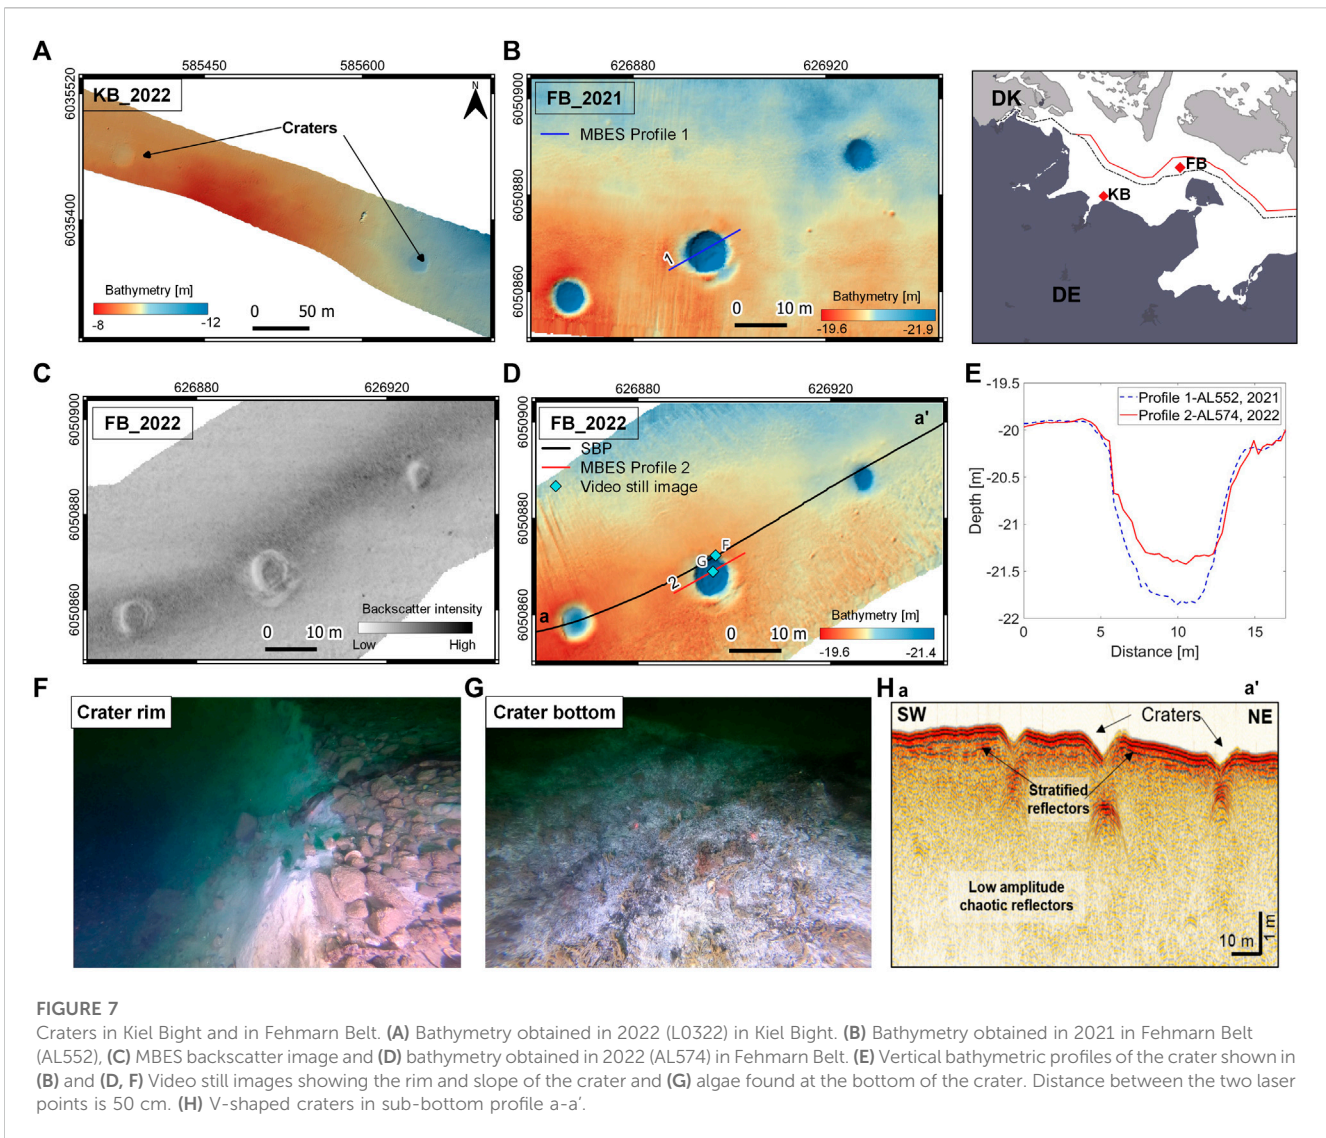 A
585450
585600
6035520
6035400
KB_2022
N
Craters
Bathymetry [m]
-8
-12
0 50 m
B
626880
626920
6050900
6050880
6050860
FB_2021
MBES Profile 1
1
0 10 m
Bathymetry [m]
-19.6
-21.9
DK
FB
KB
DE
C
626880
626920
6050900
6050880
6050860
FB_2022
Backscatter intensity
Low
High
0 10 m
D
626880
626920
6050900
6050880
6050860
FB_2022
SBP
MBES Profile 2
Video still image
a'
F
G
2
a
0 10 m
Bathymetry [m]
-19.6
-21.4
E
-19.5
-20
-20.5
-21
-21.5
-22
Depth [m]
Profile 1-AL552, 2021
Profile 2-AL574, 2022
0 5 10 15
Distance [m]
F
Crater rim
G
Crater bottom
H
a
a'
SW
NE
Craters
Stratified
reflectors
Low amplitude
chaotic reflectors
10 m
1 m
FIGURE 7
Craters in Kiel Bight and in Fehmarn Belt. (A) Bathymetry obtained in 2022 (L0322) in Kiel Bight. (B) Bathymetry obtained in 2021 in Fehmarn Belt
(AL552), (C) MBES backscatter image and (D) bathymetry obtained in 2022 (AL574) in Fehmarn Belt. (E) Vertical bathymetric profiles of the crater shown in
(B) and (D, F) Video still images showing the rim and slope of the crater and (G) algae found at the bottom of the crater. Distance between the two laser
points is 50 cm. (H) V-shaped craters in sub-bottom profile a-a'.